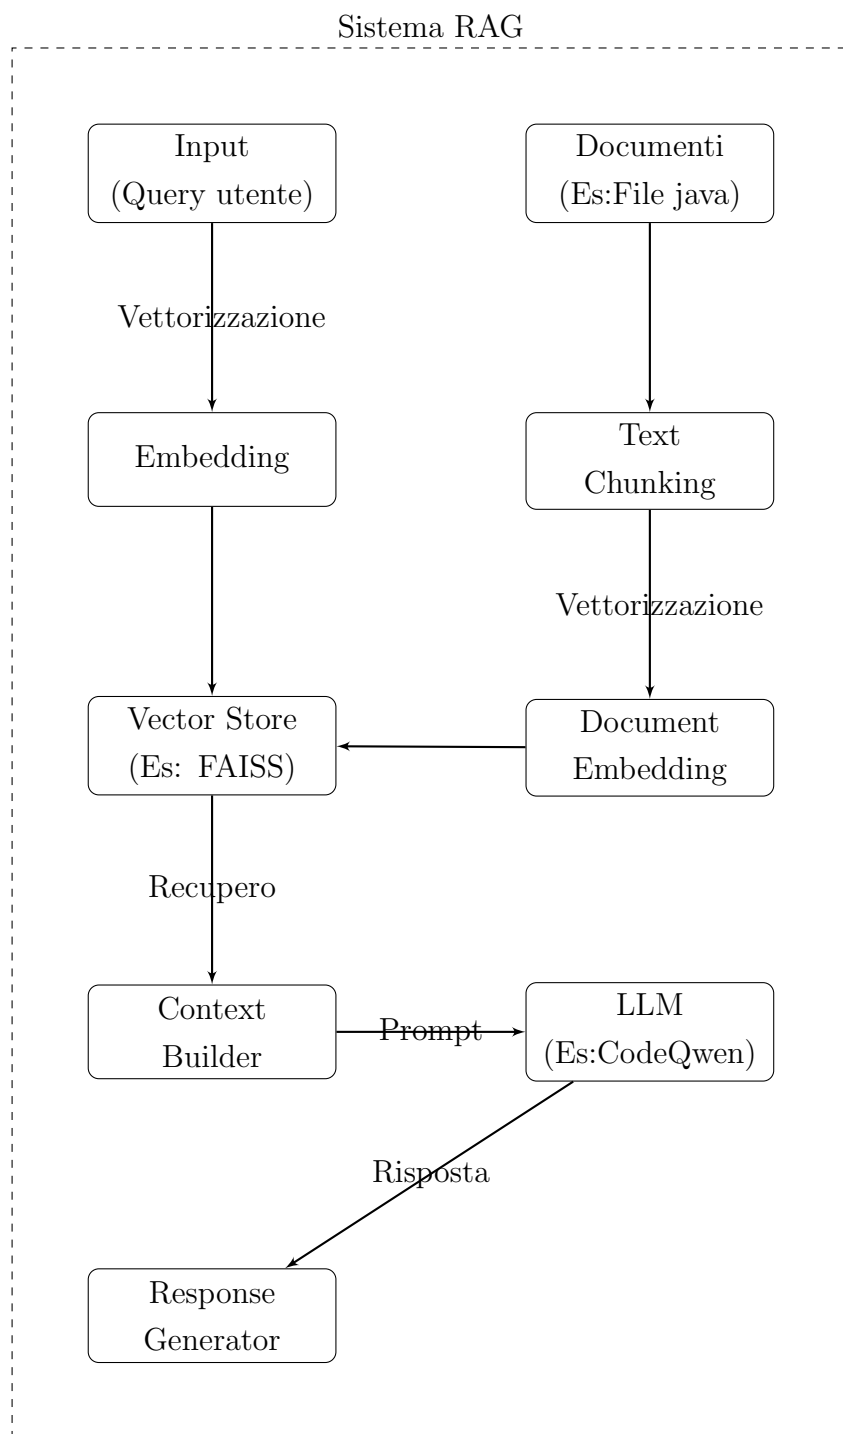 Sistema RAG
Input
(Query utente)
Documenti
(Es:File java)
Vettorizzazione
Embedding
Text
Chunking
Vettorizzazione
Vector Store
(Es: FAISS)
Document
Embedding
Recupero
Context
Builder
Prompt
LLM
(Es:CodeQwen)
Risposta
Response
Generator